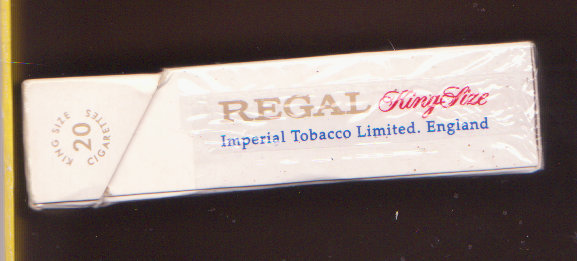 KING SIZE
20
CIGARETTES
REGAL King Size
Imperial Tobacco Limited. England